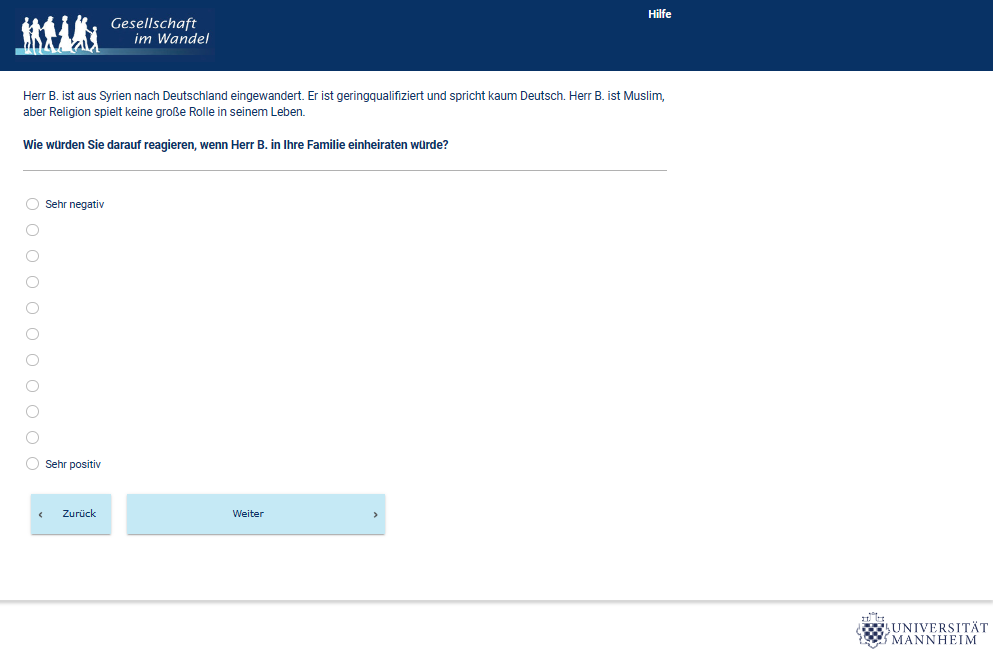 Gesellschaft
im Wandel
Hilfe
Herr B. ist aus Syrien nach Deutschland eingewandert. Er ist geringqualifiziert und spricht kaum Deutsch. Herr B. ist Muslim,
aber Religion spielt keine große Rolle in seinem Leben.
Wie würden Sie darauf reagieren, wenn Herr B. in Ihre Familie einheiraten würde?
Sehr negativ
Sehr positiv
‹ Zurück
Weiter ›
UNIVERSITÄT
MANNHEIM